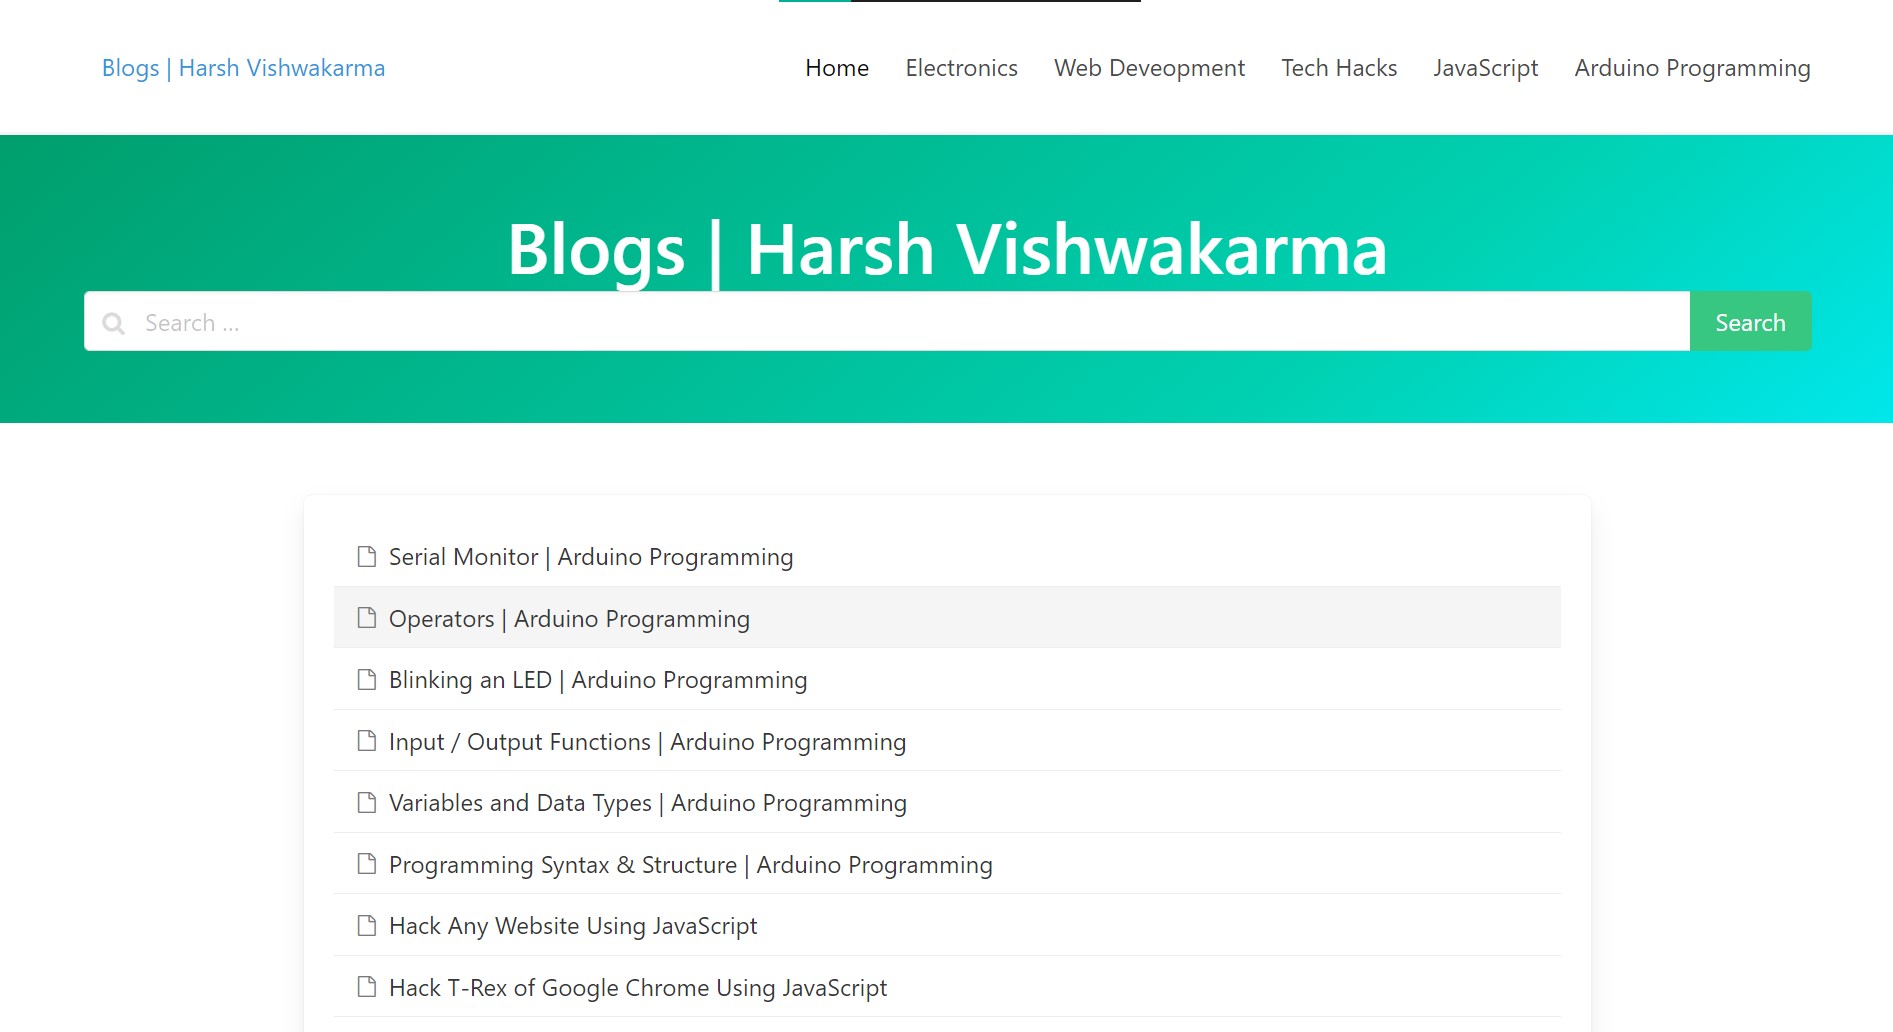 Blogs | Harsh Vishwakarma
Home Electronics Web Deveopment Tech Hacks JavaScript Arduino Programming
Blogs | Harsh Vishwakarma
Search ... Search
Serial Monitor | Arduino Programming
Operators | Arduino Programming
Blinking an LED | Arduino Programming
Input / Output Functions | Arduino Programming
Variables and Data Types | Arduino Programming
Programming Syntax & Structure | Arduino Programming
Hack Any Website Using JavaScript
Hack T-Rex of Google Chrome Using JavaScript